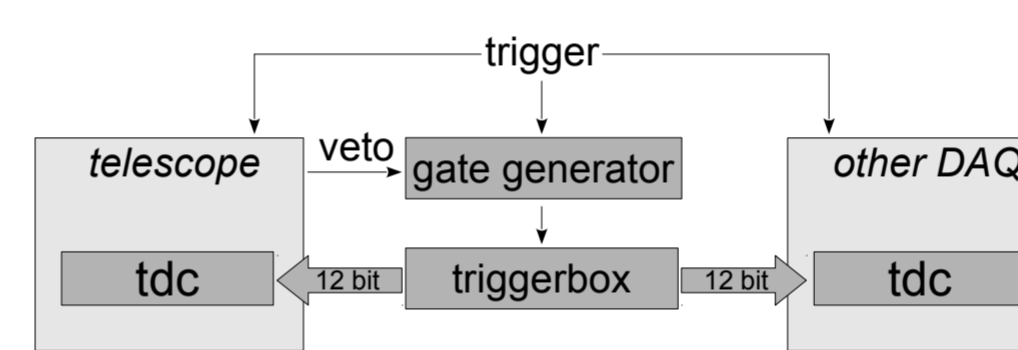 trigger
telescope
veto
gate generator
other DAQ
tdc
12 bit
triggerbox
12 bit
tdc